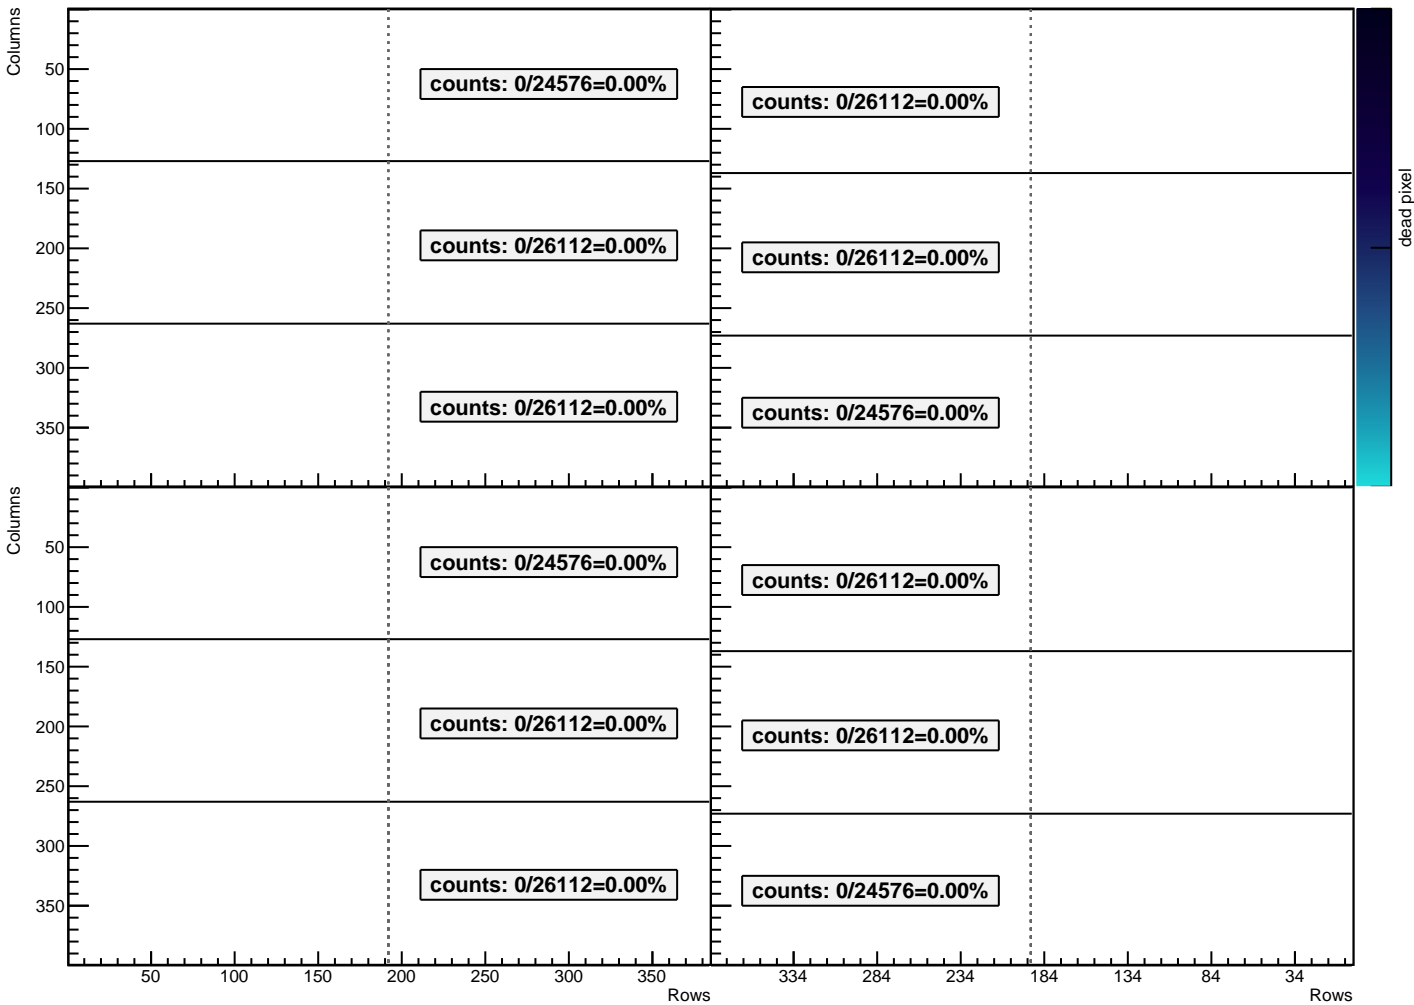 Columns
50
100
150
200
250
300
350
counts: 0/24576=0.00%
counts: 0/26112=0.00%
counts: 0/26112=0.00%
counts: 0/26112=0.00%
counts: 0/26112=0.00%
counts: 0/24576=0.00%
dead pixel
Columns
50
100
150
200
250
300
350
counts: 0/24576=0.00%
counts: 0/26112=0.00%
counts: 0/26112=0.00%
50 100 150 200 250 300 350
Rows
counts: 0/26112=0.00%
counts: 0/26112=0.00%
counts: 0/24576=0.00%
334 284 234 184 134 84 34
Rows